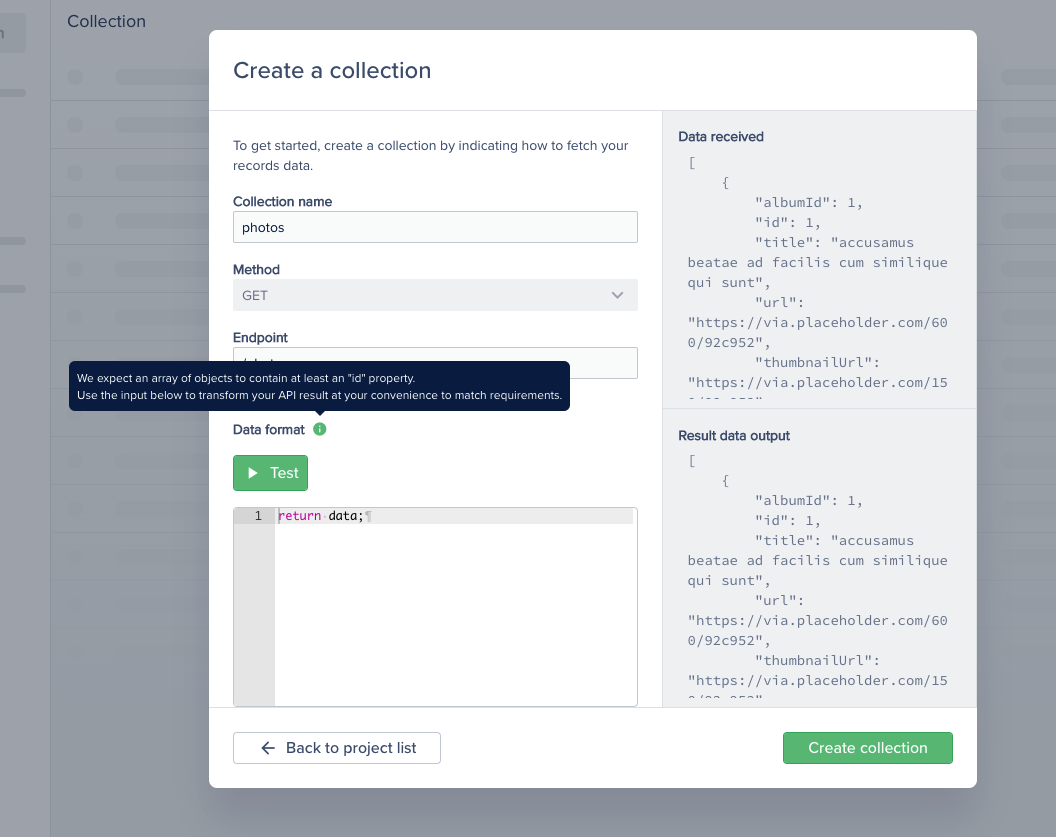 Collection
Create a collection
To get started, create a collection by indicating how to fetch your
records data.
Collection name
photos
Method
GET
Endpoint
We expect an array of objects to contain at least an "id" property.
Use the input below to transform your API result at your convenience to match requirements.
Data format
Test
1 return data;¶
Data received
[
{
"albumId": 1,
"id": 1,
"title": "accusamus
beatae ad facilis cum similique
qui sunt",
"url":
"https://via.placeholder.com/60
0/92c952",
"thumbnailUrl":
"https://via.placeholder.com/15
Result data output
[
{
"albumId": 1,
"id": 1,
"title": "accusamus
beatae ad facilis cum similique
qui sunt",
"url":
"https://via.placeholder.com/60
0/92c952",
"thumbnailUrl":
"https://via.placeholder.com/15
Back to project list
Create collection